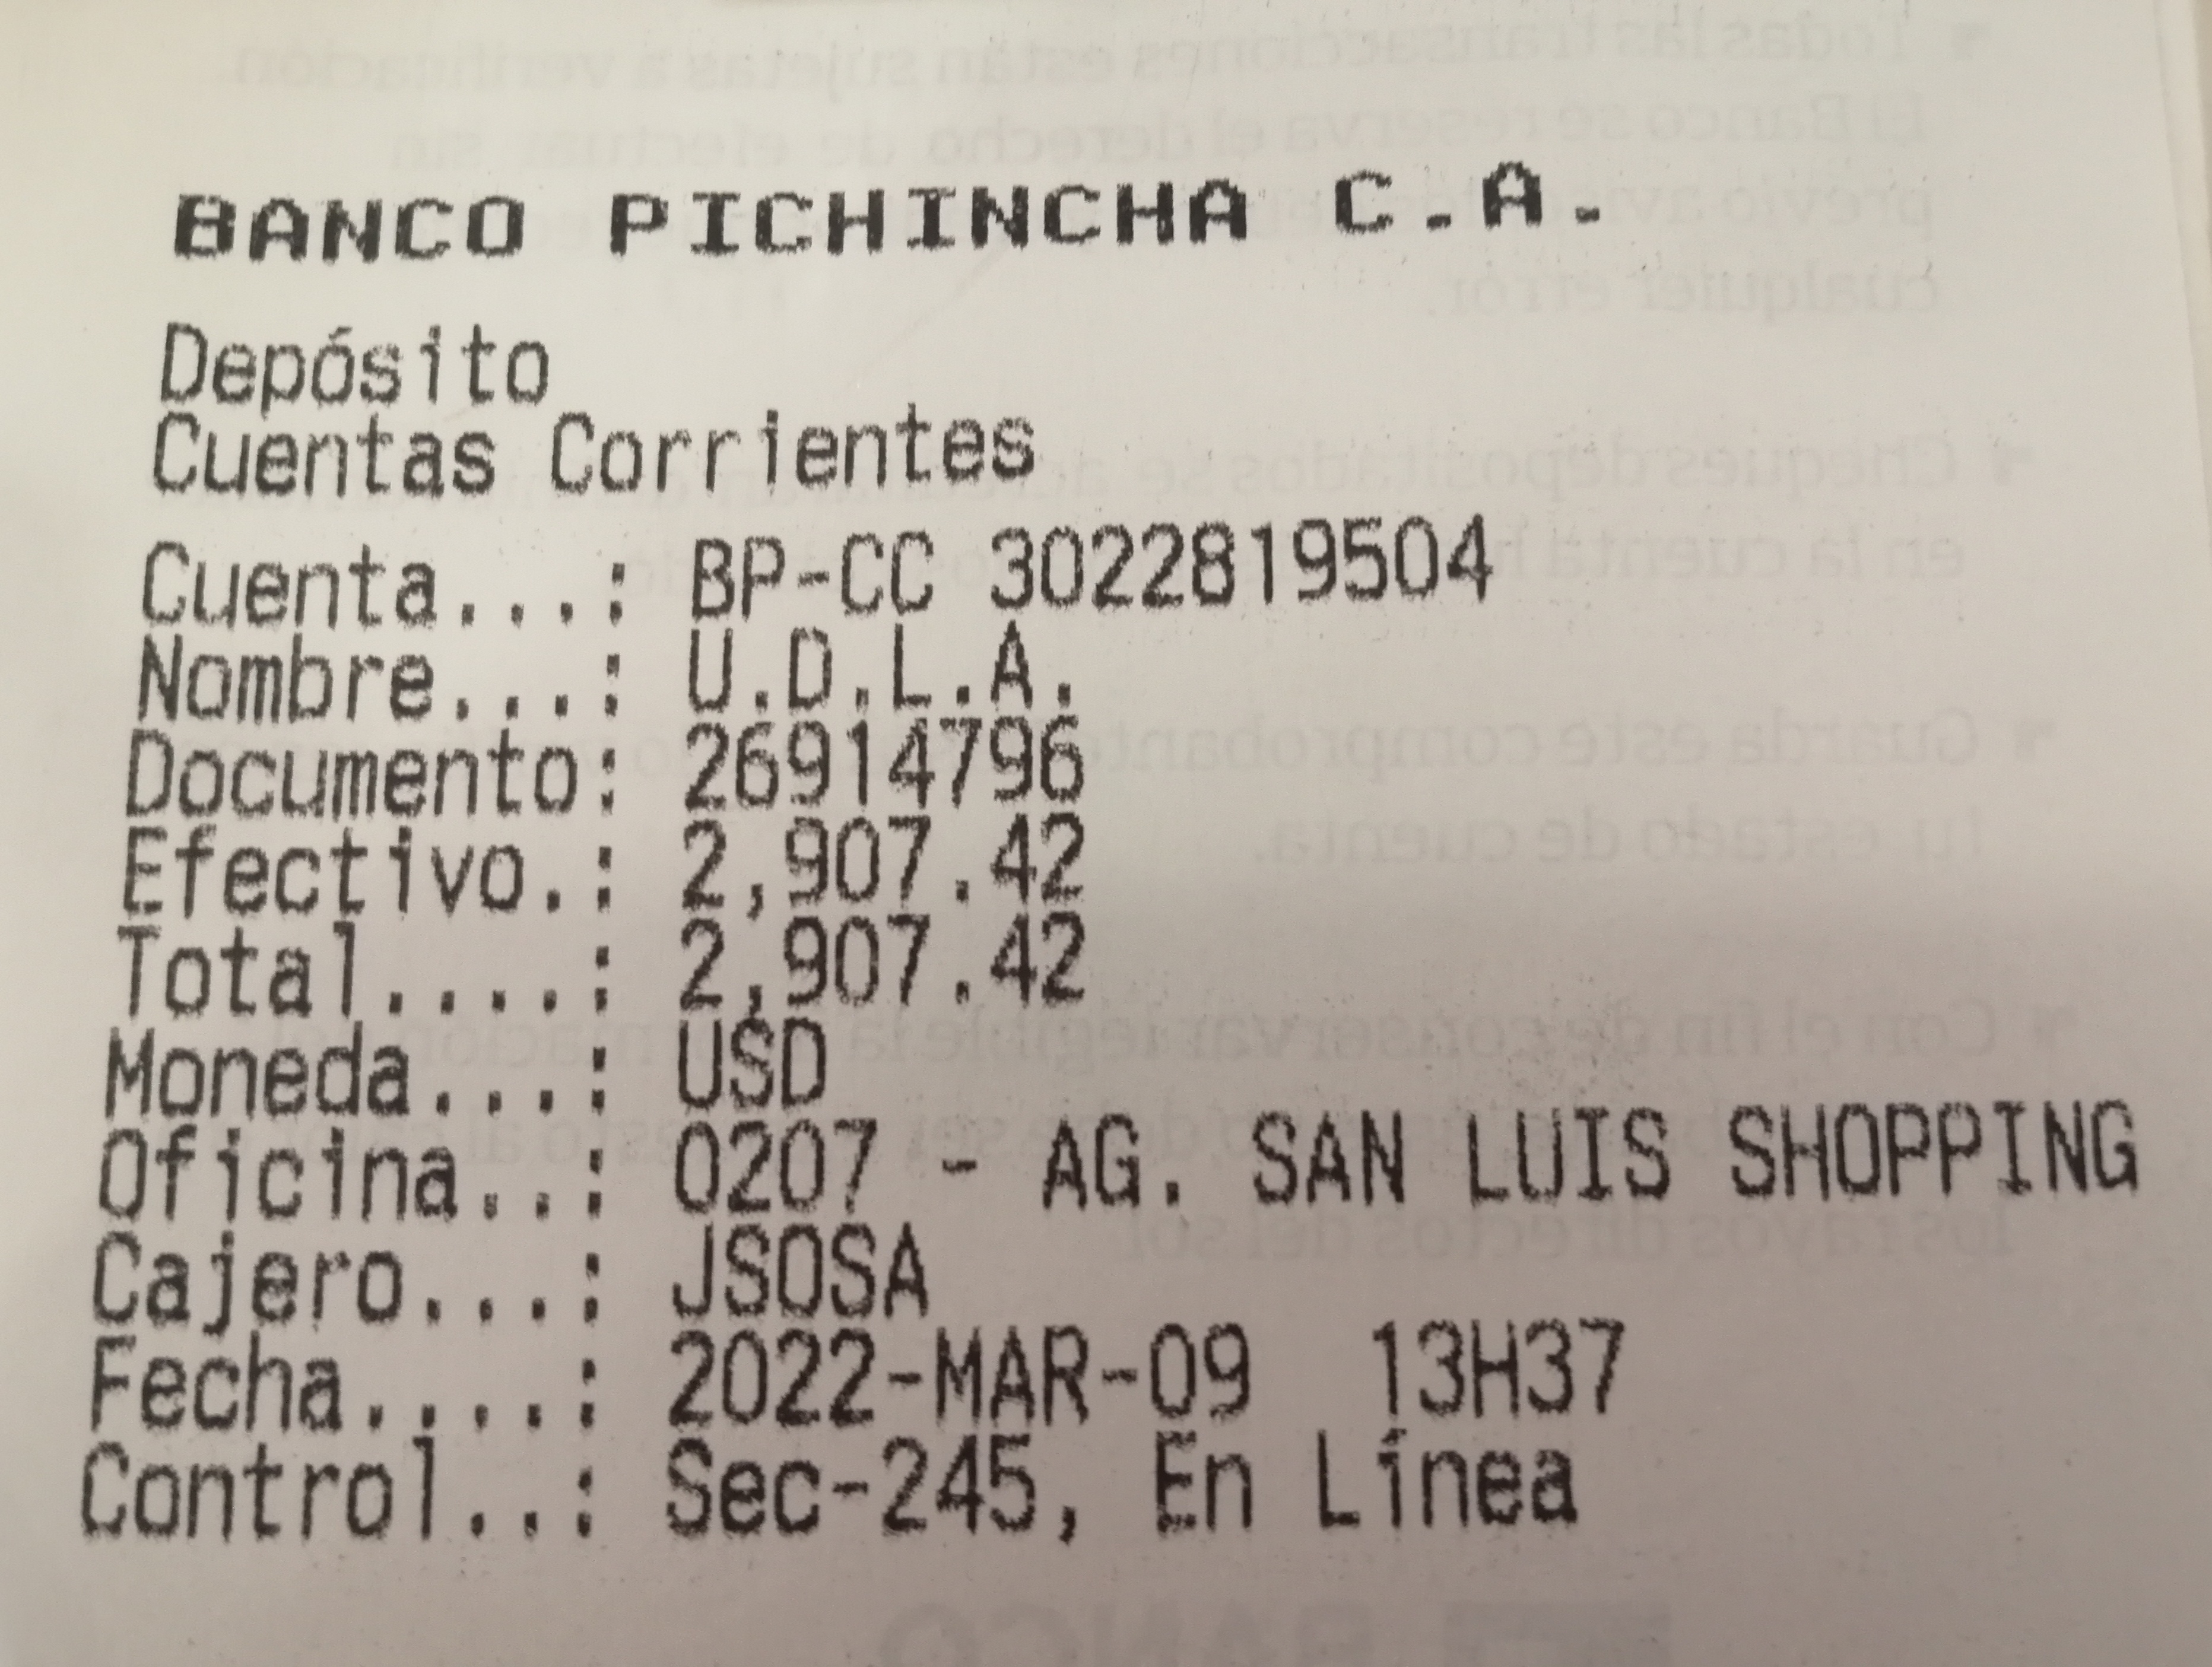 BANCO PICHINCHA C.A.
Depósito
Cuentas Corrientes
Cuenta...: BP-CC 3022819504
Nombre...: U.D.L.A.
Documento: 26914796
Efectivo.: 2,907.42
Total....: 2,907.42
Moneda...: USD
Oficina..: 0207 - AG. SAN LUIS SHOPPING
Cajero...: JSOSA
Fecha....: 2022-MAR-09 13H37
Control..: Sec-245, En Línea